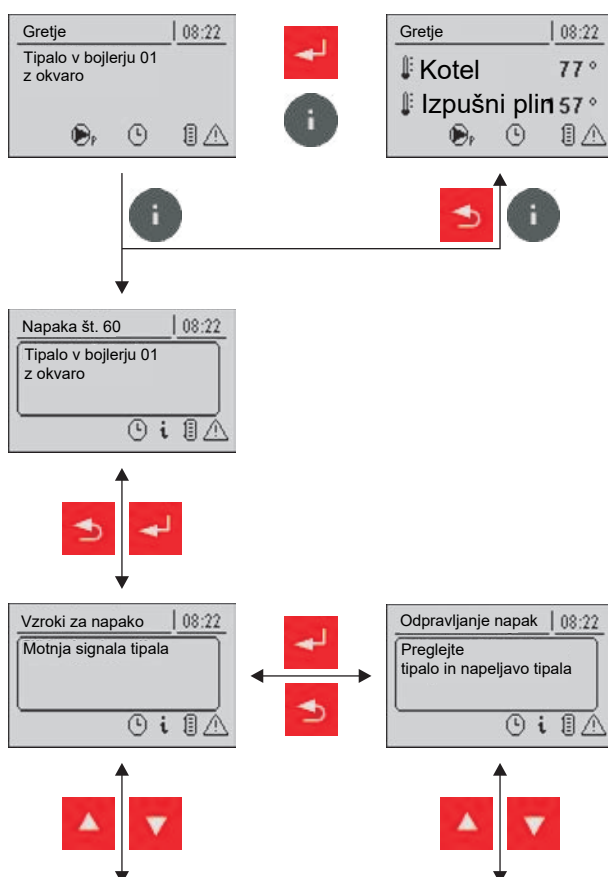 Gretje 08:22
Tipalo v bojlerju 01
z okvaro
P
i
Gretje 08:22
Kotel 77 °
Izpušni plin 157 °
P
i
i
Napaka št. 60 08:22
Tipalo v bojlerju 01
z okvaro
i
Vzroki za napako 08:22
Motnja signala tipala
i
Odpravljanje napak 08:22
Preglejte
tipalo in napeljavo tipala
i